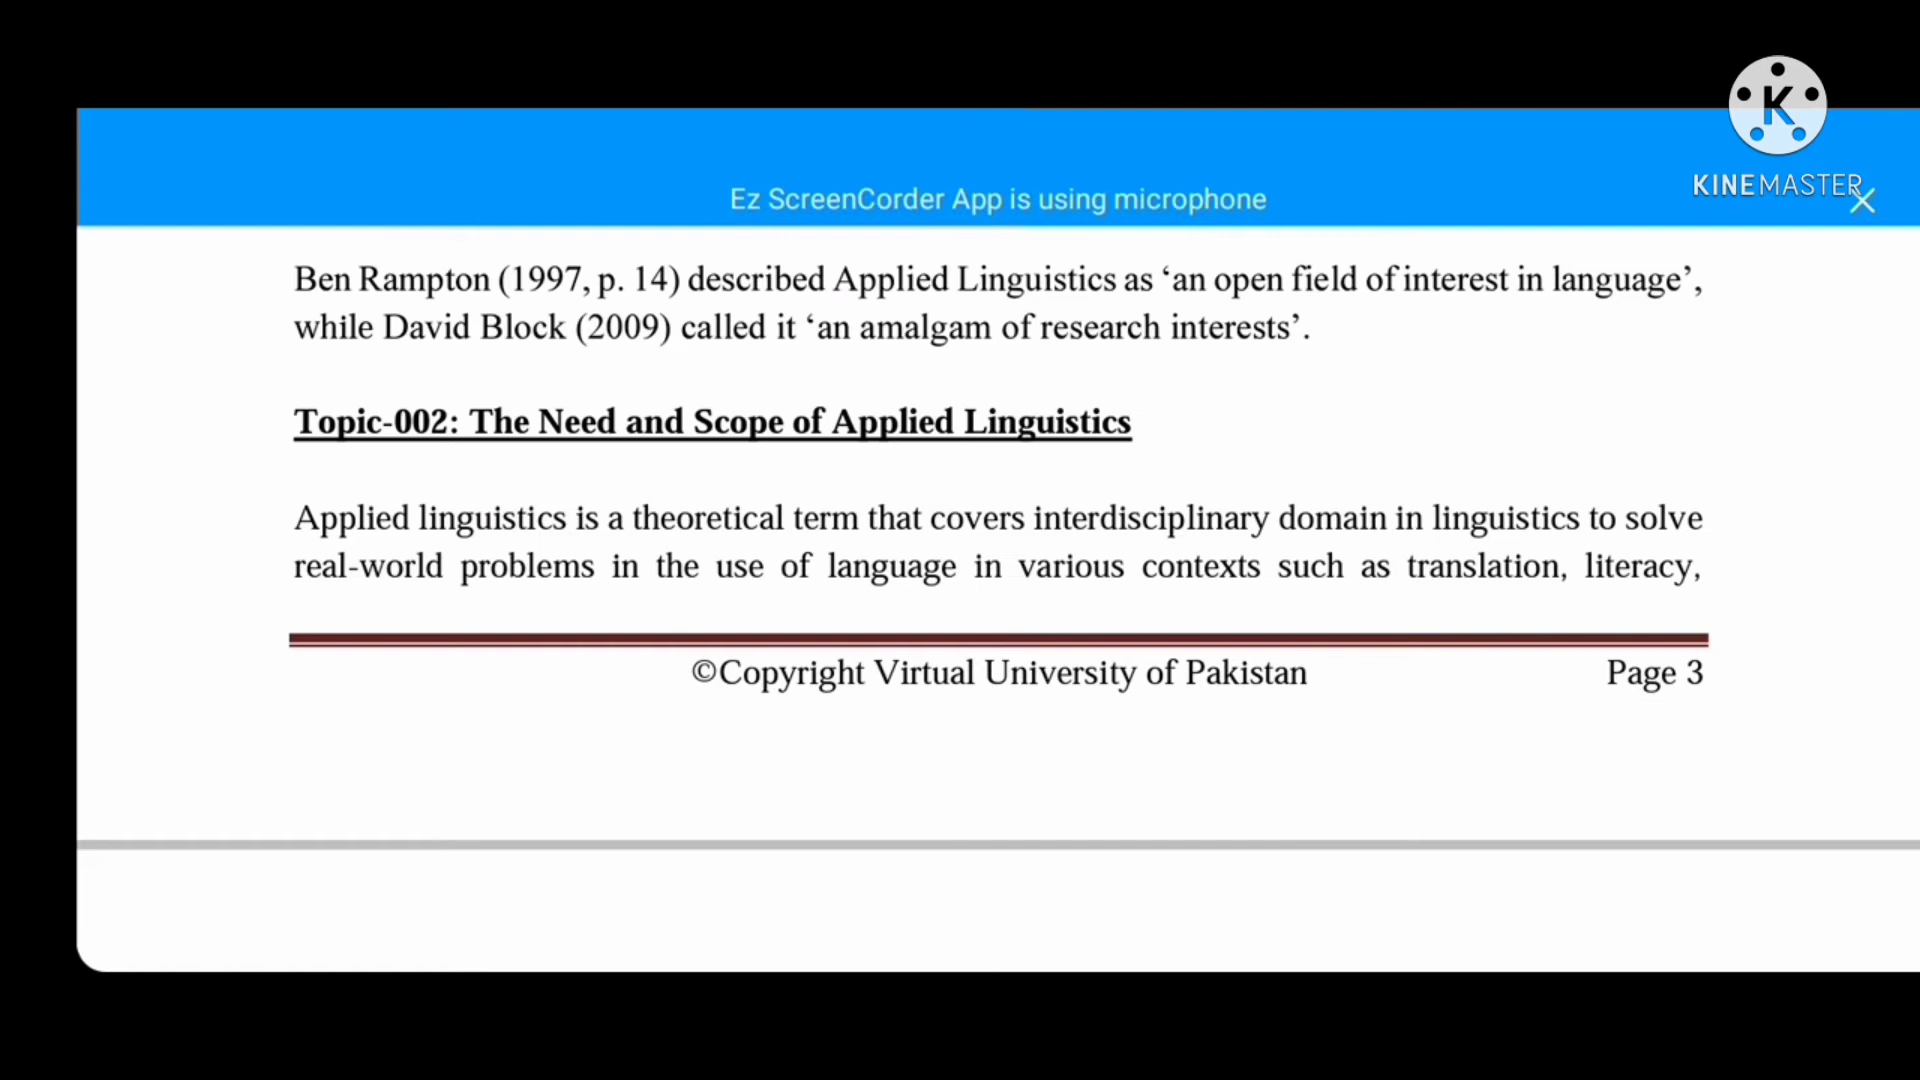 K
KINEMASTER
Ez ScreenCorder App is using microphone
Ben Rampton (1997, p. 14) described Applied Linguistics as ‘an open field of interest in language’,
while David Block (2009) called it ‘an amalgam of research interests’.
Topic-002: The Need and Scope of Applied Linguistics
Applied linguistics is a theoretical term that covers interdisciplinary domain in linguistics to solve
real-world problems in the use of language in various contexts such as translation, literacy,
©Copyright Virtual University of Pakistan Page 3